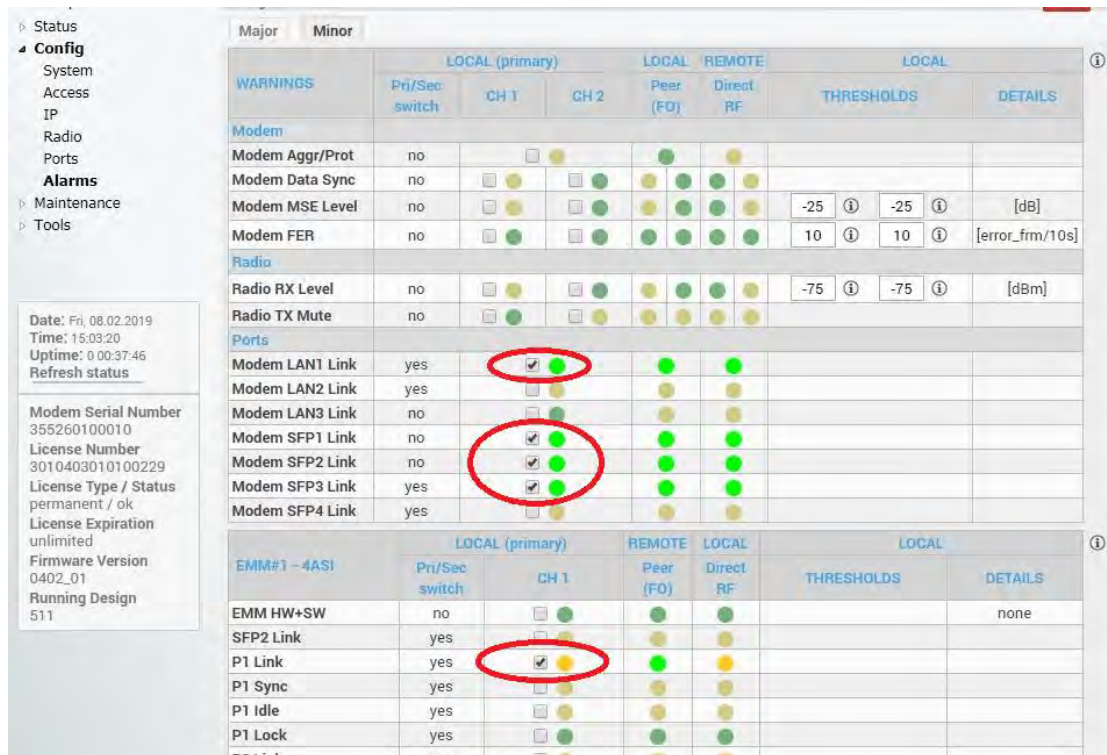 Status
Config
System
Access
IP
Radio
Ports
Alarms
Maintenance
Tools
Date: Fri, 08.02.2019
Time: 15:03:20
Uptime: 0 00:37:46
Refresh status
Modem Serial Number
355260100010
License Number
3010403010100229
License Type / Status
permanent / ok
License Expiration
unlimited
Firmware Version
0402_01
Running Design
511
Major Minor
WARNINGS LOCAL (primary) LOCAL REMOTE LOCAL
Pri/Sec switch CH 1 CH 2 Peer (FO) Direct RF THRESHOLDS DETAILS
Modem
Modem Aggr/Prot no
Modem Data Sync no
Modem MSE Level no -25 -25 [dB]
Modem FER no 10 10 [error_frm/10s]
Radio
Radio RX Level no -75 -75 [dBm]
Radio TX Mute no
Ports
Modem LAN1 Link yes
Modem LAN2 Link yes
Modem LAN3 Link no
Modem SFP1 Link no
Modem SFP2 Link no
Modem SFP3 Link yes
Modem SFP4 Link yes
EMM#1 - 4ASI LOCAL (primary) REMOTE LOCAL LOCAL
Pri/Sec switch CH 1 Peer (FO) Direct RF THRESHOLDS DETAILS
EMM HW+SW no none
SFP2 Link yes
P1 Link yes
P1 Sync yes
P1 Idle yes
P1 Lock yes